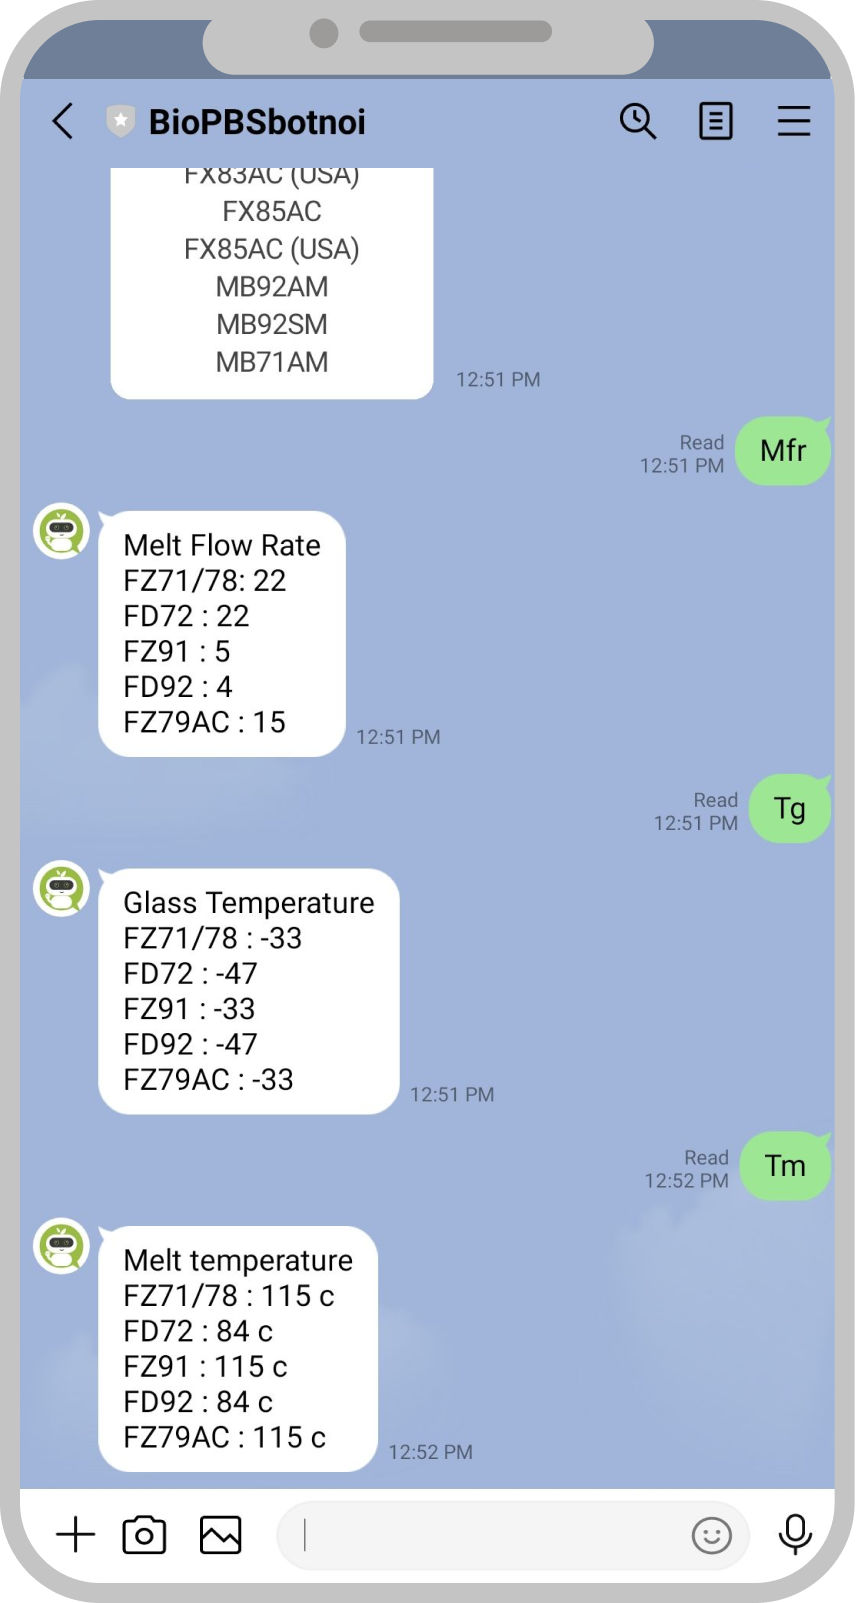 BioPBSbotnoi
FX83AC (USA)
FX85AC
FX85AC (USA)
MB92AM
MB92SM
MB71AM
12:51 PM
Read
12:51 PM
Mfr
Melt Flow Rate
FZ71/78: 22
FD72 : 22
FZ91 : 5
FD92 : 4
FZ79AC : 15
12:51 PM
Read
12:51 PM
Tg
Glass Temperature
FZ71/78 : -33
FD72 : -47
FZ91 : -33
FD92 : -47
FZ79AC : -33
12:51 PM
Read
12:52 PM
Tm
Melt temperature
FZ71/78 : 115 c
FD72 : 84 c
FZ91 : 115 c
FD92 : 84 c
FZ79AC : 115 c
12:52 PM